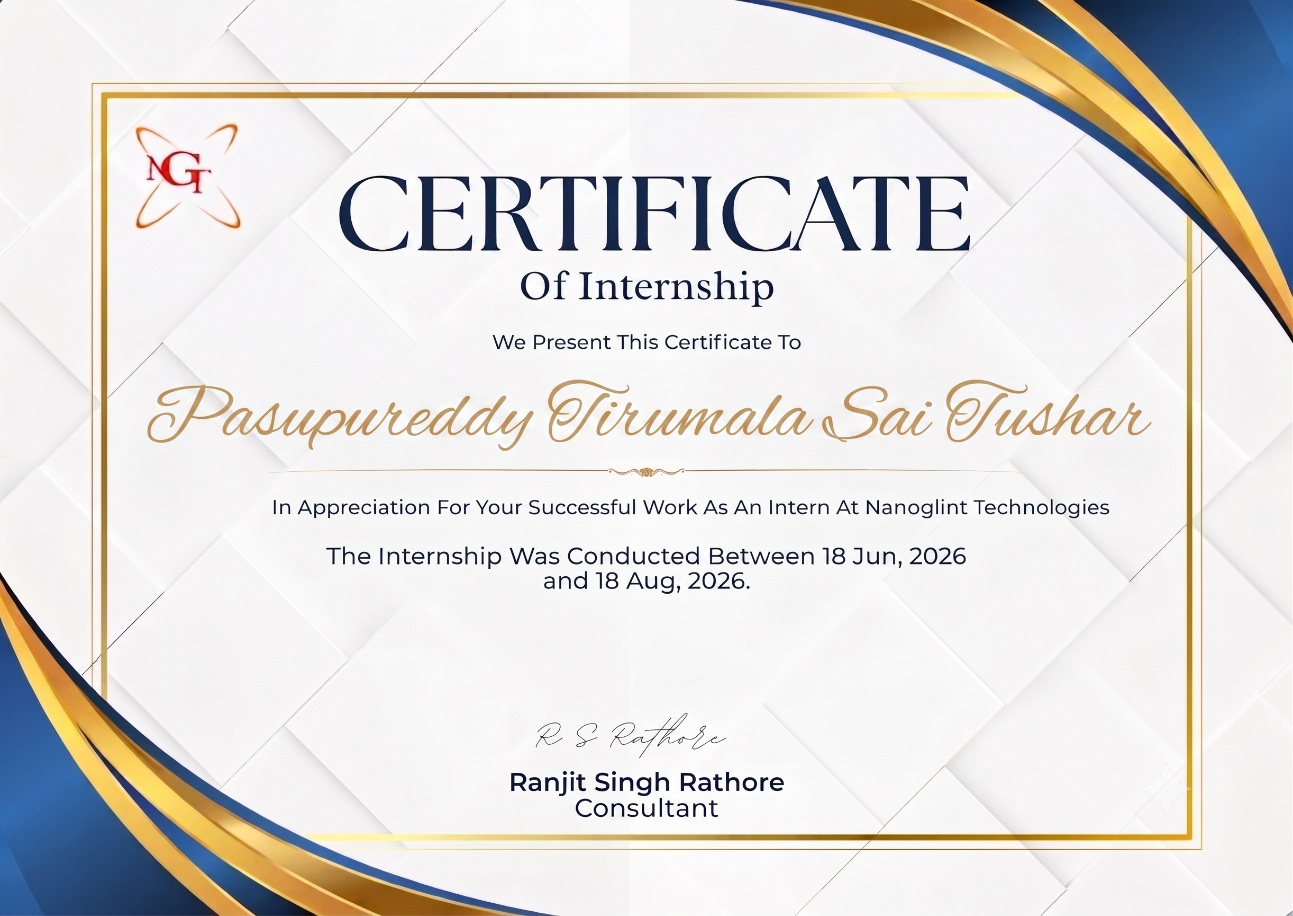 NGT
CERTIFICATE
Of Internship
We Present This Certificate To
Pasupureddy Tirumala Sai Tushar
In Appreciation For Your Successful Work As An Intern At Nanoglint Technologies
The Internship Was Conducted Between 18 Jun, 2026
and 18 Aug, 2026.
R S Rathore
Ranjit Singh Rathore
Consultant